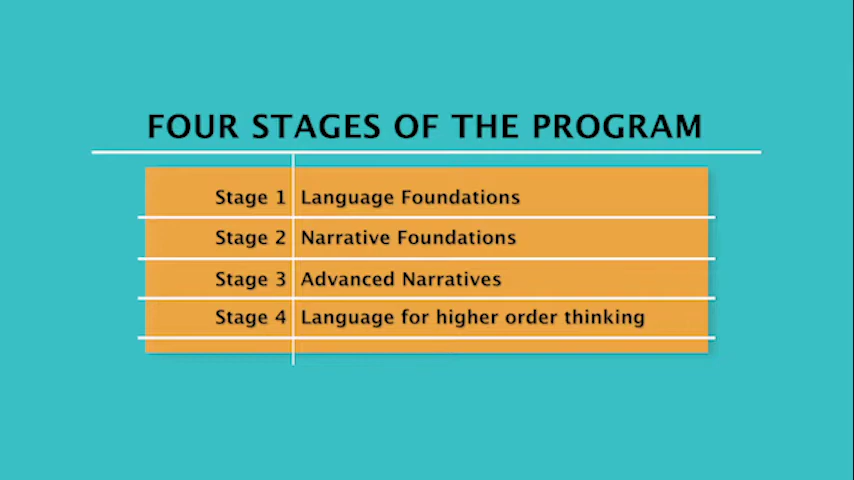 FOUR STAGES OF THE PROGRAM
Stage 1 Language Foundations
Stage 2 Narrative Foundations
Stage 3 Advanced Narratives
Stage 4 Language for higher order thinking